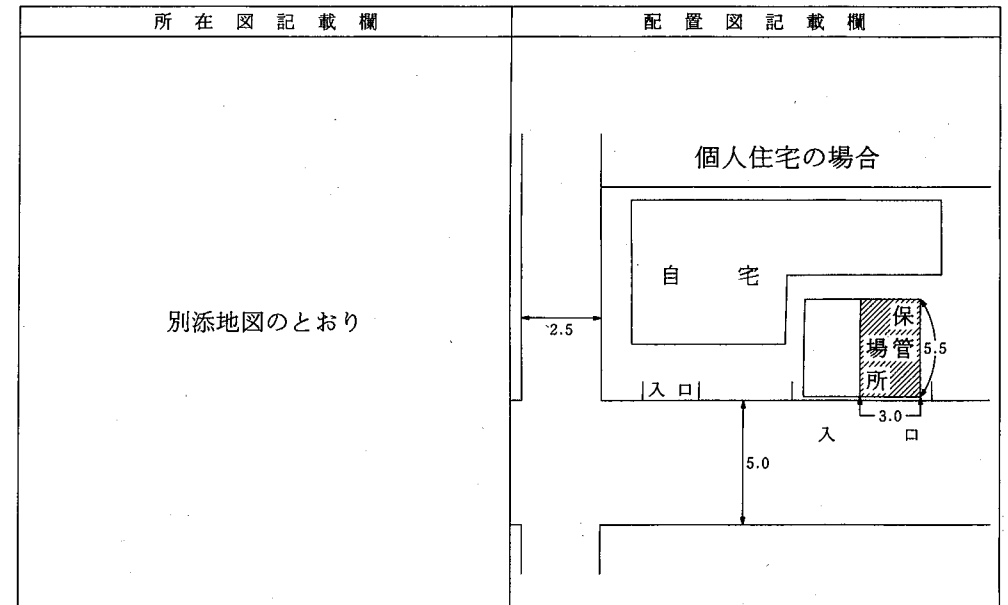 所在図記載欄
配置図記載欄
別添地図のとおり
個人住宅の場合
自宅
2.5
保
場管
所
5.5
入口
3.0
入口
5.0